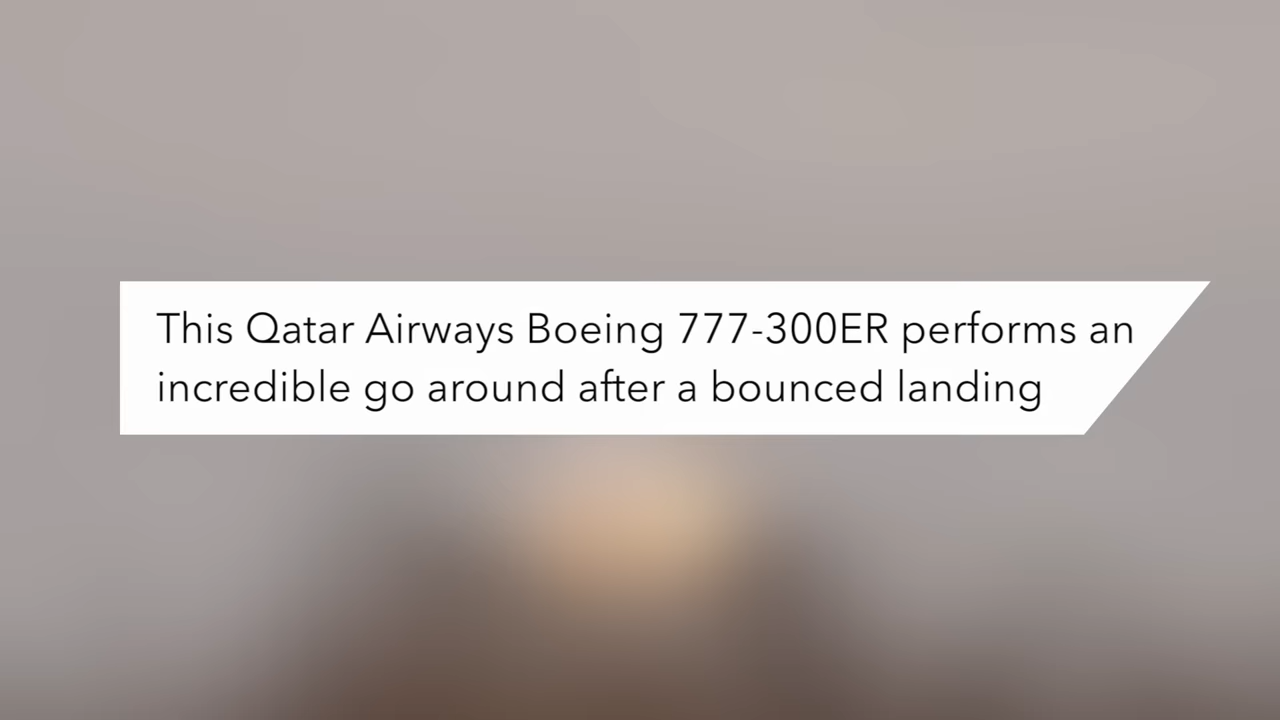 This Qatar Airways Boeing 777-300ER performs an
incredible go around after a bounced landing